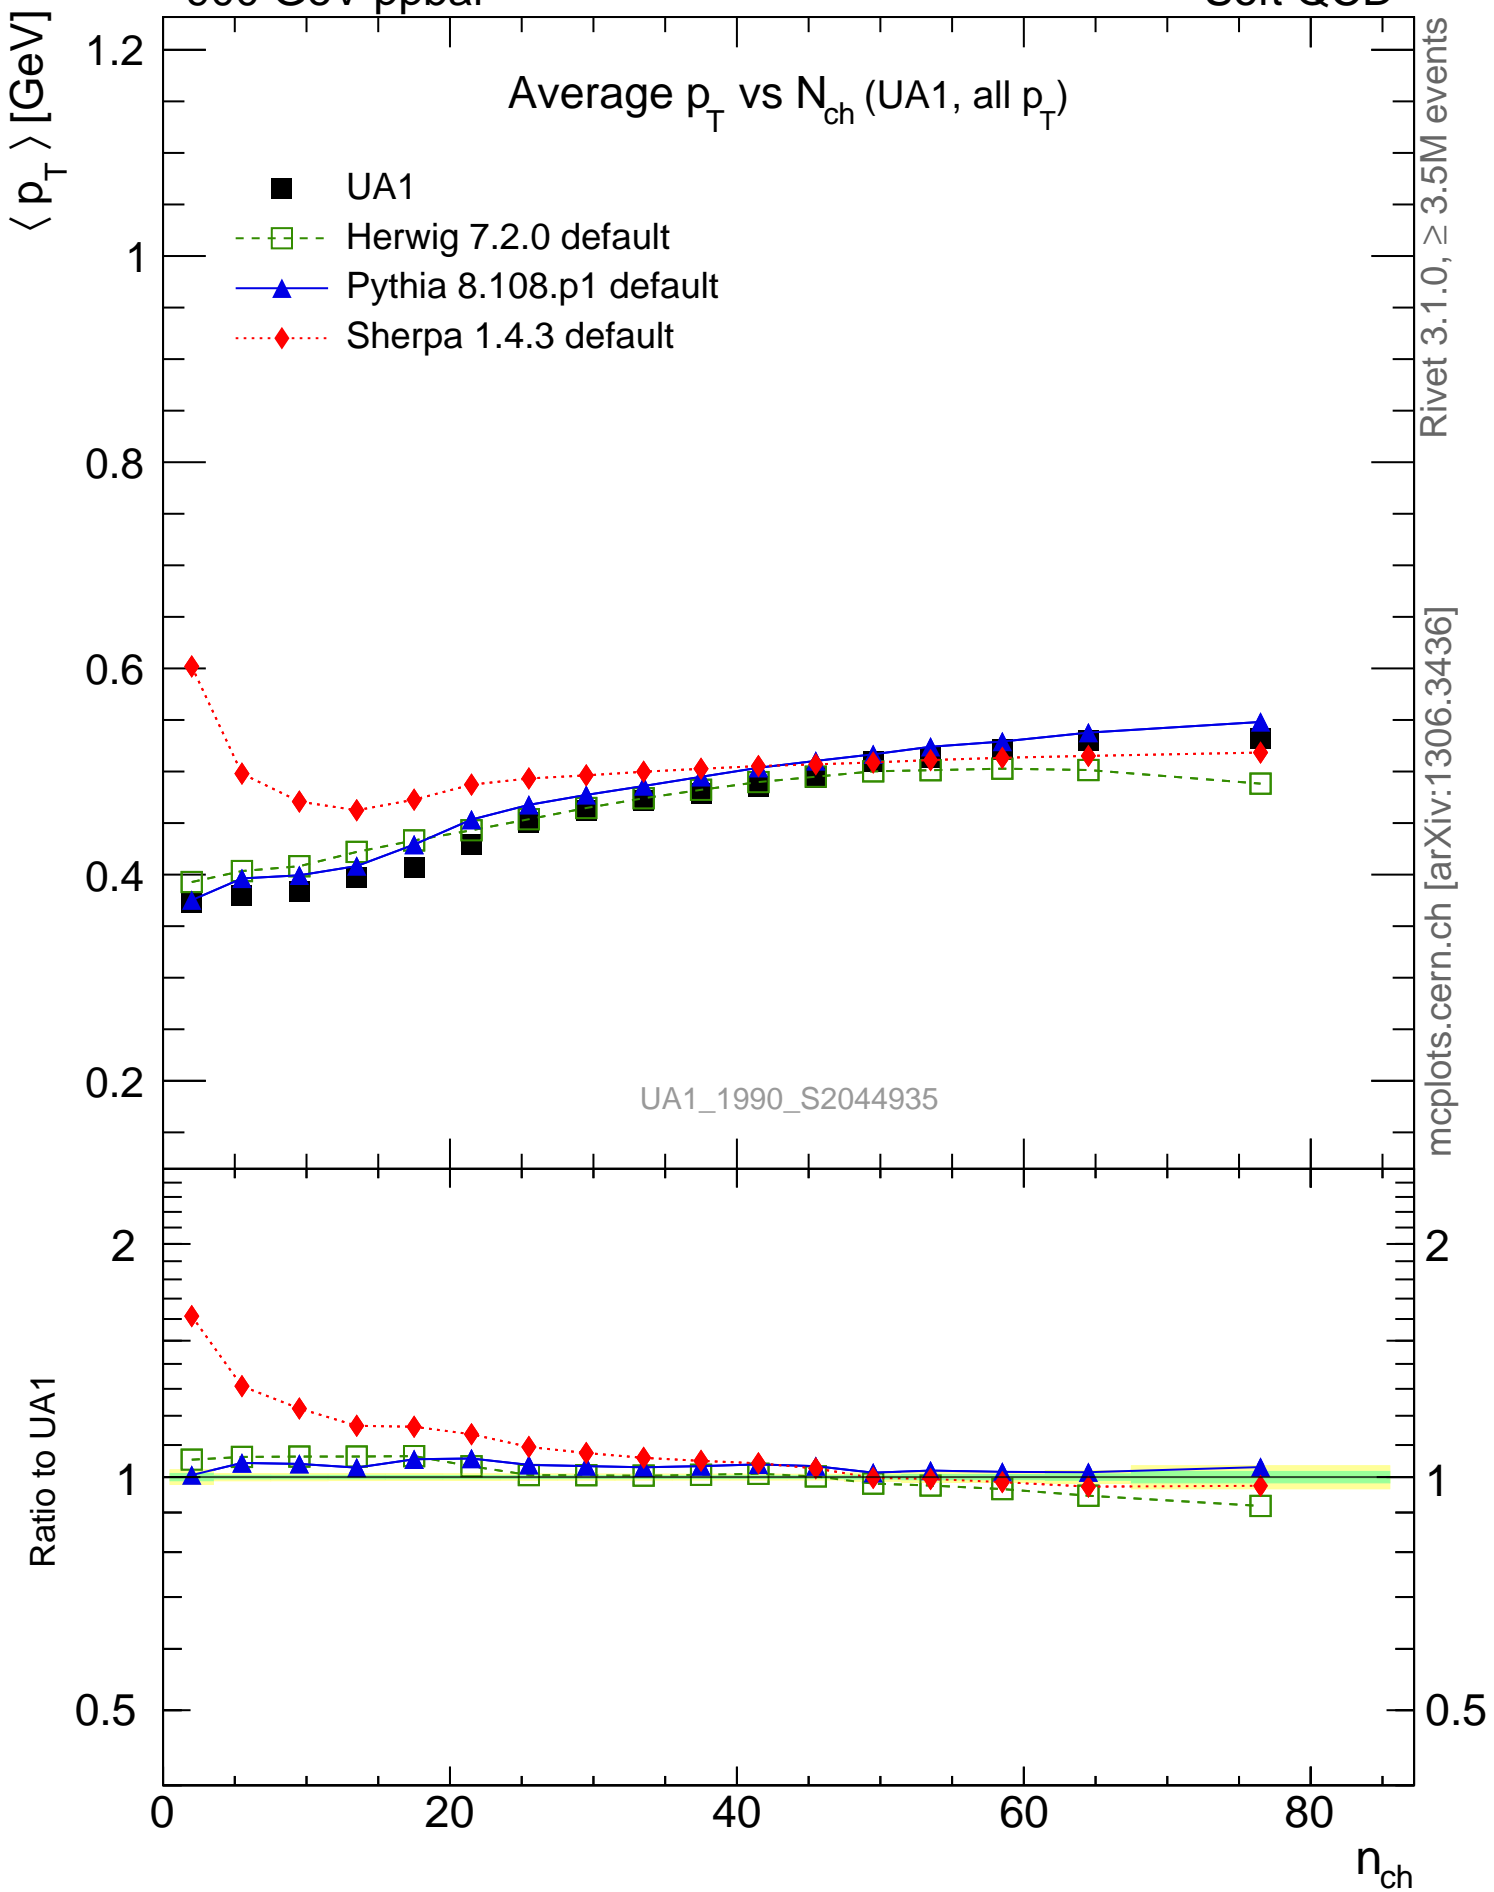 ⟨ p_T ⟩ [GeV]
Average p_T vs N_ch (UA1, all p_T)
UA1
Herwig 7.2.0 default
Pythia 8.108.p1 default
Sherpa 1.4.3 default
1.2
1
0.8
0.6
0.4
0.2
UA1_1990_S2044935
Rivet 3.1.0, ≥ 3.5M events
mcplots.cern.ch [arXiv:1306.3436]
Ratio to UA1
2
1
0.5
2
1
0.5
0 20 40 60 80
n_ch